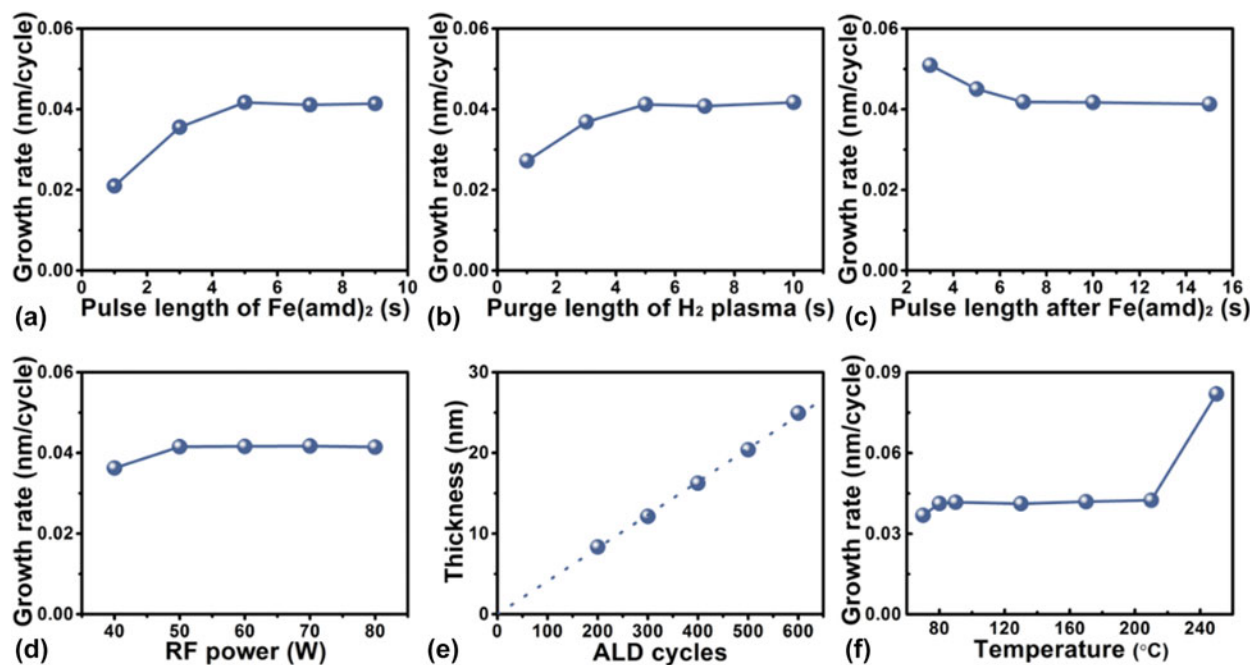 Growth rate (nm/cycle)
0.06
0.04
0.02
0.00
0 2 4 6 8 10
Pulse length of Fe(amd)₂ (s)
(a)
Growth rate (nm/cycle)
0.06
0.04
0.02
0.00
0 2 4 6 8 10
Purge length of H₂ plasma (s)
(b)
Growth rate (nm/cycle)
0.06
0.04
0.02
0.00
2 4 6 8 10 12 14 16
Pulse length after Fe(amd)₂ (s)
(c)
Growth rate (nm/cycle)
0.06
0.04
0.02
0.00
40 50 60 70 80
RF power (W)
(d)
Thickness (nm)
30
20
10
0
0 100 200 300 400 500 600
ALD cycles
(e)
Growth rate (nm/cycle)
0.09
0.06
0.03
0.00
80 120 160 200 240
Temperature (°C)
(f)